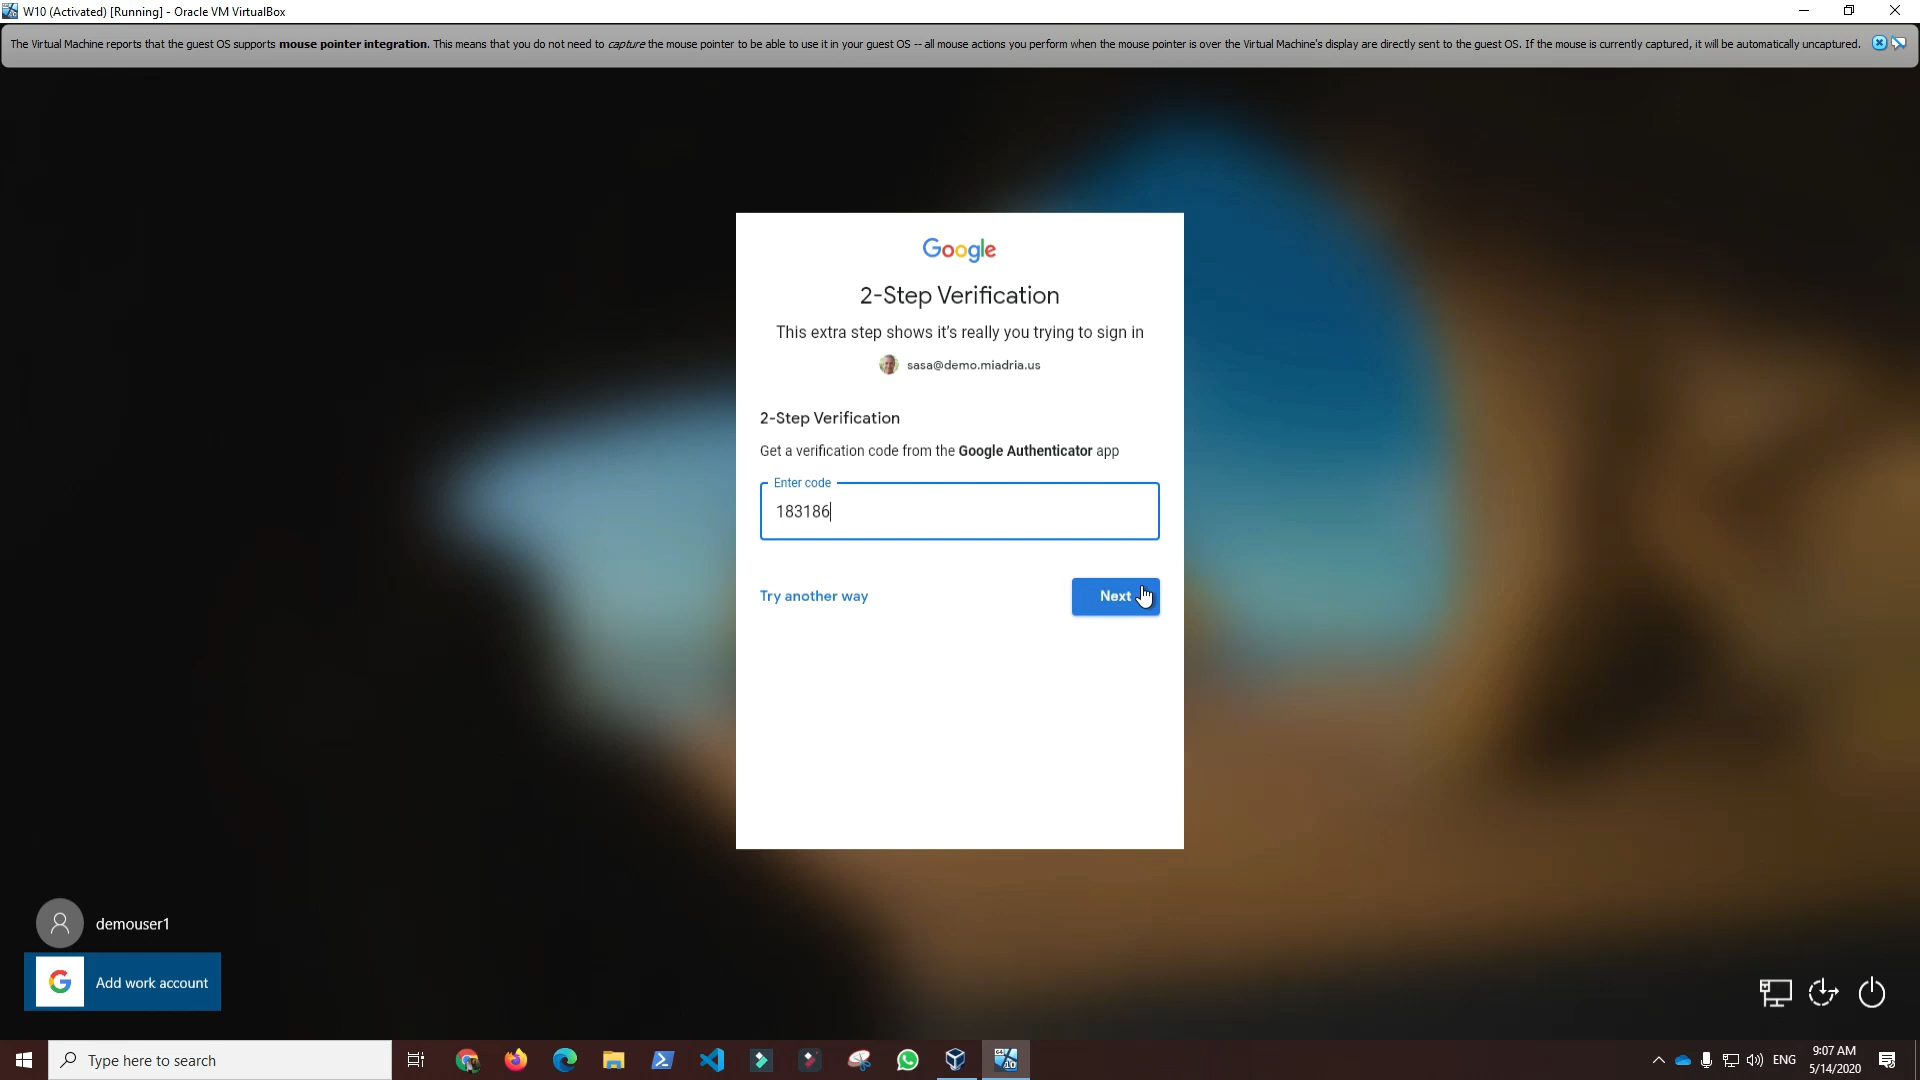 W10 (Activated) [Running] - Oracle VM VirtualBox
The Virtual Machine reports that the guest OS supports mouse pointer integration. This means that you do not need to capture the mouse pointer to be able to use it in your guest OS -- all mouse actions you perform when the mouse pointer is over the Virtual Machine's display are directly sent to the guest OS. If the mouse is currently captured, it will be automatically uncaptured.
Google
2-Step Verification
This extra step shows it's really you trying to sign in
sasa@demo.miadria.us
2-Step Verification
Get a verification code from the Google Authenticator app
Enter code
183186
Try another way
Next
demouser1
G Add work account
Type here to search
ENG
9:07 AM
5/14/2020